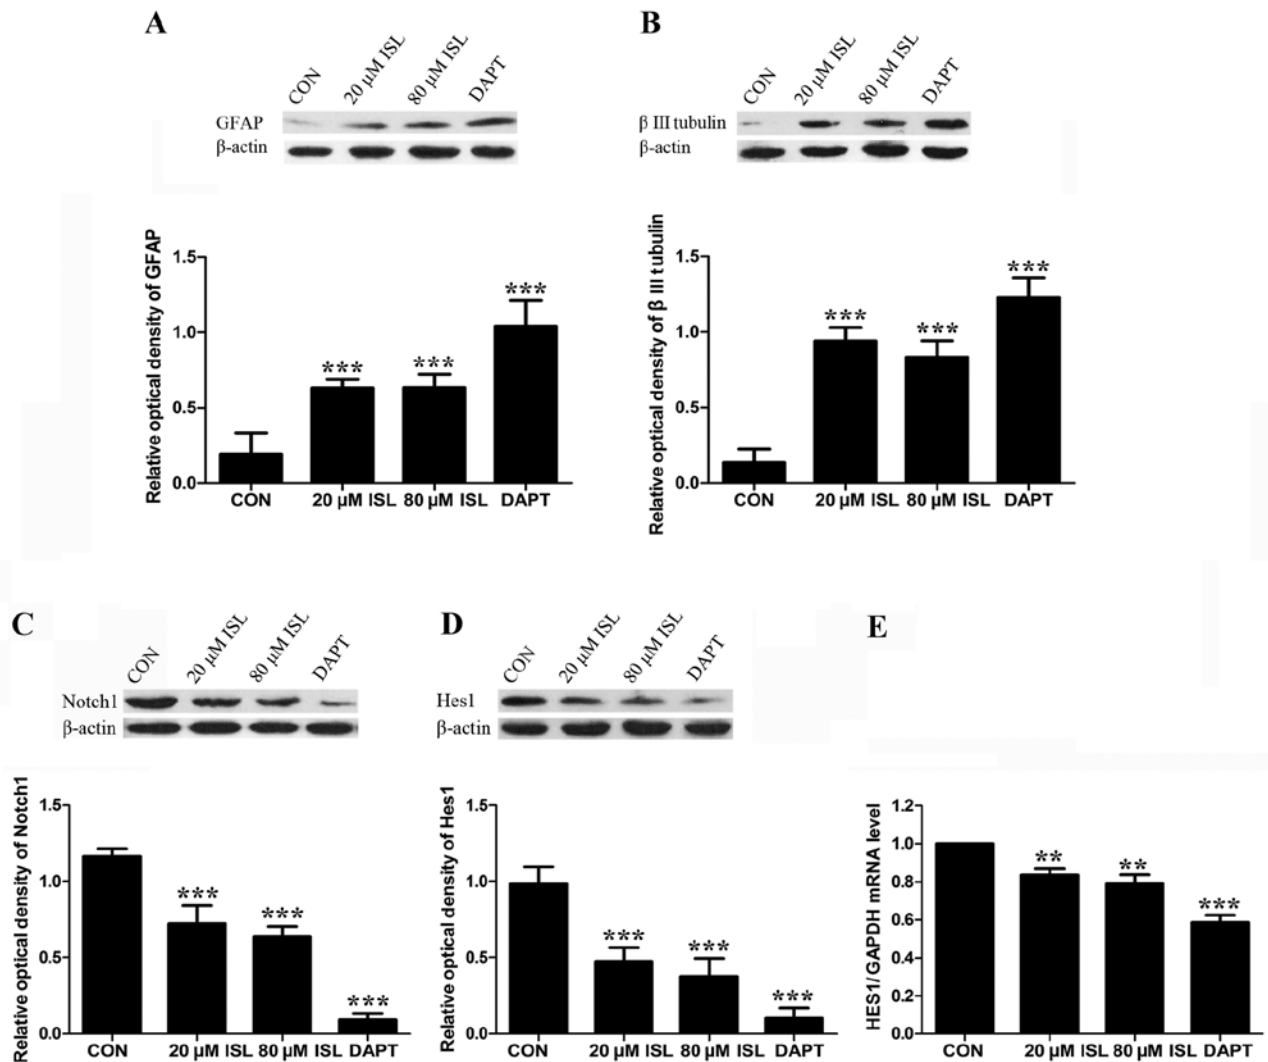 A
CON 20 µM ISL 80 µM ISL DAPT
GFAP
β-actin
Relative optical density of GFAP
1.5
***
1.0
*** ***
0.5
0.0
CON 20 µM ISL 80 µM ISL DAPT
B
CON 20 µM ISL 80 µM ISL DAPT
β III tubulin
β-actin
Relative optical density of β III tubulin
1.5
***
*** ***
1.0
0.5
0.0
CON 20 µM ISL 80 µM ISL DAPT
C
CON 20 µM ISL 80 µM ISL DAPT
Notch1
β-actin
Relative optical density of Notch1
1.5
1.0
*** ***
0.5
***
0.0
CON 20 µM ISL 80 µM ISL DAPT
D
CON 20 µM ISL 80 µM ISL DAPT
Hes1
β-actin
Relative optical density of Hes1
1.5
1.0
*** ***
0.5
***
0.0
CON 20 µM ISL 80 µM ISL DAPT
E
HES1/GAPDH mRNA level
1.2
1.0
** **
0.8
***
0.6
0.4
0.2
0.0
CON 20 µM ISL 80 µM ISL DAPT